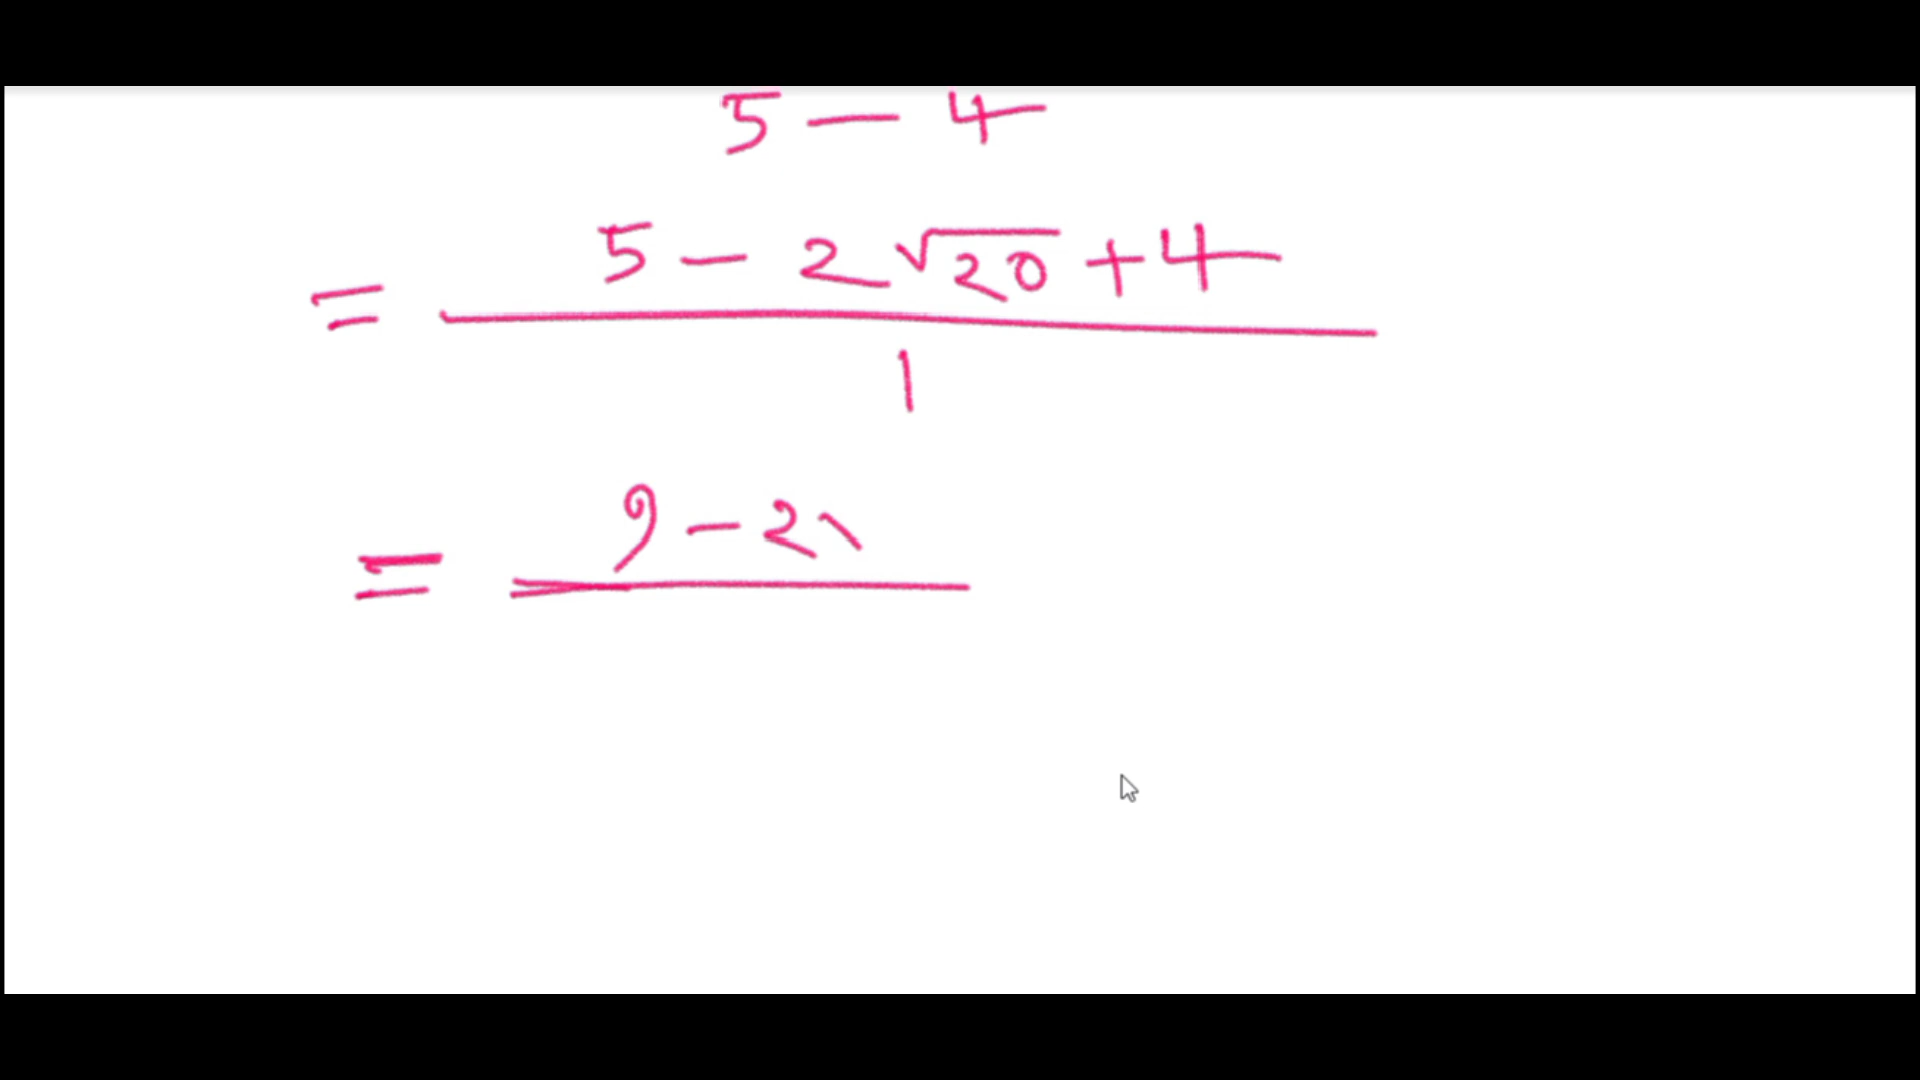 5 - 4
= 5 - 2√20 + 4
1
= 9 - 2